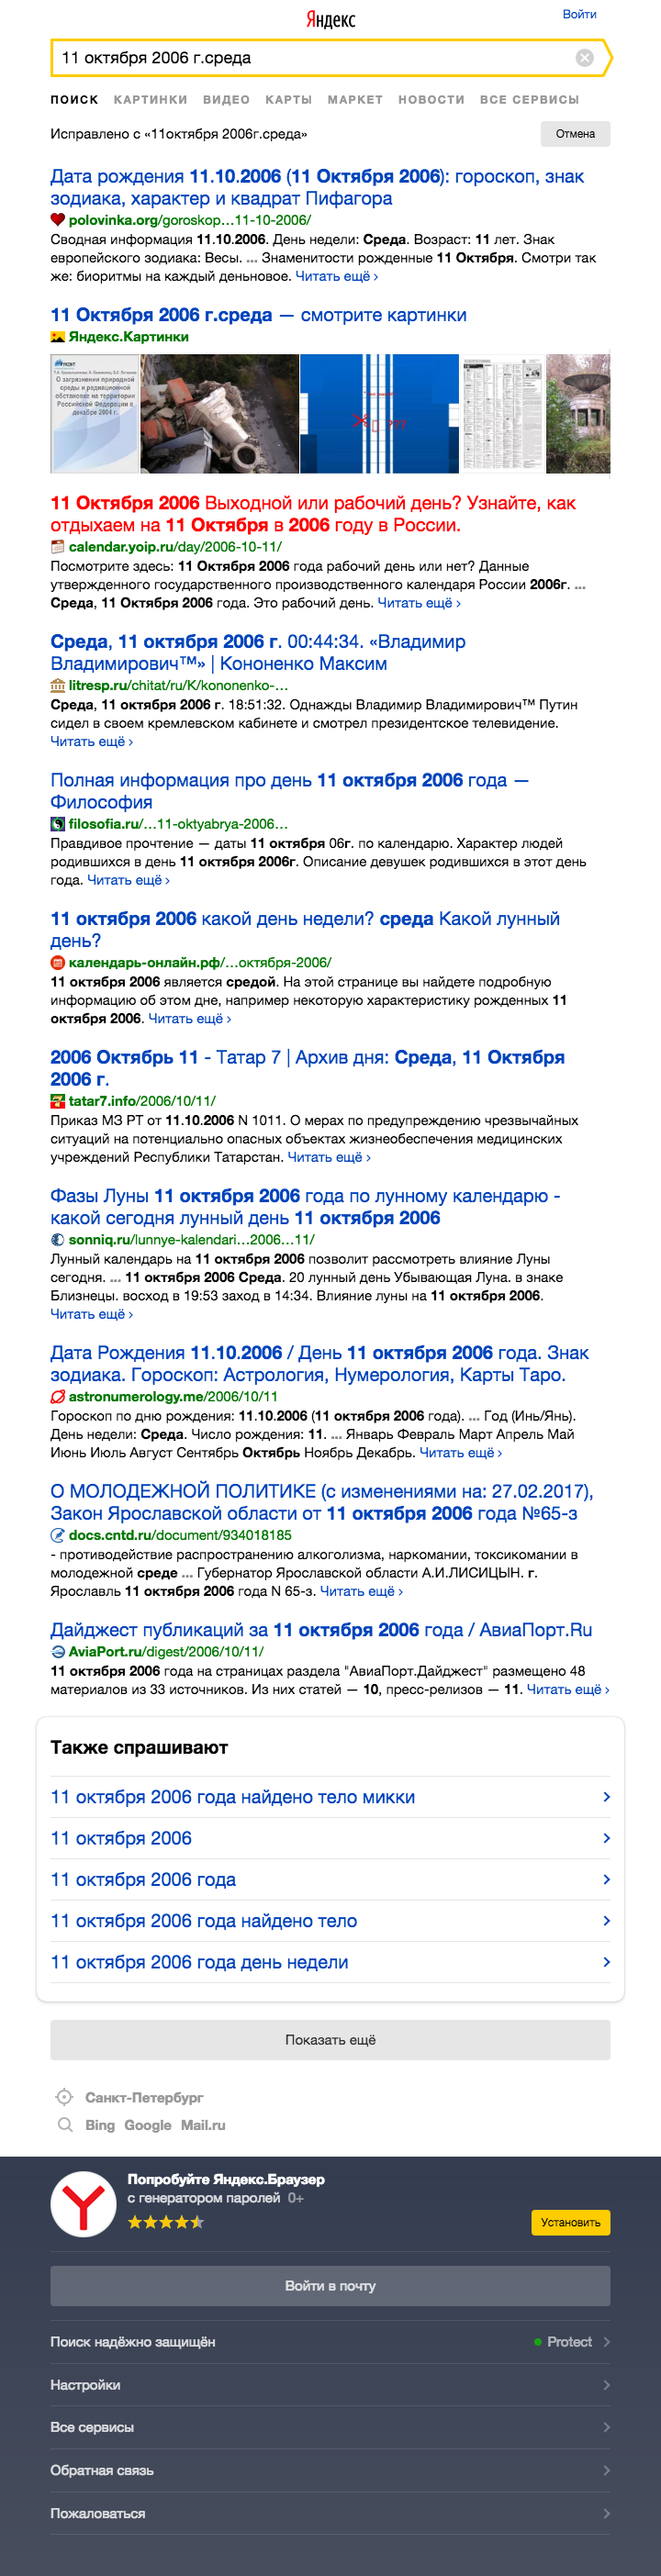 Яндекс
Войти
11 октября 2006 г.среда
ПОИСК КАРТИНКИ ВИДЕО КАРТЫ МАРКЕТ НОВОСТИ ВСЕ СЕРВИСЫ
Исправлено с «11октября 2006г.среда»
Отмена
Дата рождения 11.10.2006 (11 Октября 2006): гороскоп, знак
зодиака, характер и квадрат Пифагора
polovinka.org/goroskop…11-10-2006/
Сводная информация 11.10.2006. День недели: Среда. Возраст: 11 лет. Знак
европейского зодиака: Весы. ... Знаменитости рожденные 11 Октября. Смотри так
же: биоритмы на каждый деньновое. Читать ещё ›
11 Октября 2006 г.среда — смотрите картинки
Яндекс.Картинки
О загрязнении природной
среды и радиационной
обстановке на территории
Российской Федерации в
декабре 2004 г.
11 Октября 2006 Выходной или рабочий день? Узнайте, как
отдыхаем на 11 Октября в 2006 году в России.
calendar.yoip.ru/day/2006-10-11/
Посмотрите здесь: 11 Октября 2006 года рабочий день или нет? Данные
утвержденного государственного производственного календаря России 2006г. ...
Среда, 11 Октября 2006 года. Это рабочий день. Читать ещё ›
Среда, 11 октября 2006 г. 00:44:34. «Владимир
Владимирович™» | Кононенко Максим
litresp.ru/chitat/ru/К/kononenko-…
Среда, 11 октября 2006 г. 18:51:32. Однажды Владимир Владимирович™ Путин
сидел в своем кремлевском кабинете и смотрел президентское телевидение.
Читать ещё ›
Полная информация про день 11 октября 2006 года —
Философия
filosofia.ru/…11-oktyabrya-2006…
Правдивое прочтение — даты 11 октября 06г. по календарю. Характер людей
родившихся в день 11 октября 2006г. Описание девушек родившихся в этот день
года. Читать ещё ›
11 октября 2006 какой день недели? среда Какой лунный
день?
календарь-онлайн.рф/…октября-2006/
11 октября 2006 является средой. На этой странице вы найдете подробную
информацию об этом дне, например некоторую характеристику рожденных 11
октября 2006. Читать ещё ›
2006 Октябрь 11 - Татар 7 | Архив дня: Среда, 11 Октября
2006 г.
tatar7.info/2006/10/11/
Приказ МЗ РТ от 11.10.2006 N 1011. О мерах по предупреждению чрезвычайных
ситуаций на потенциально опасных объектах жизнеобеспечения медицинских
учреждений Республики Татарстан. Читать ещё ›
Фазы Луны 11 октября 2006 года по лунному календарю -
какой сегодня лунный день 11 октября 2006
sonniq.ru/lunnye-kalendari…2006…11/
Лунный календарь на 11 октября 2006 позволит рассмотреть влияние Луны
сегодня. ... 11 октября 2006 Среда. 20 лунный день Убывающая Луна. в знаке
Близнецы. восход в 19:53 заход в 14:34. Влияние луны на 11 октября 2006.
Читать ещё ›
Дата Рождения 11.10.2006 / День 11 октября 2006 года. Знак
зодиака. Гороскоп: Астрология, Нумерология, Карты Таро.
astronumerology.me/2006/10/11
Гороскоп по дню рождения: 11.10.2006 (11 октября 2006 года). ... Год (Инь/Янь).
День недели: Среда. Число рождения: 11. ... Январь Февраль Март Апрель Май
Июнь Июль Август Сентябрь Октябрь Ноябрь Декабрь. Читать ещё ›
О МОЛОДЕЖНОЙ ПОЛИТИКЕ (с изменениями на: 27.02.2017),
Закон Ярославской области от 11 октября 2006 года №65-з
docs.cntd.ru/document/934018185
- противодействие распространению алкоголизма, наркомании, токсикомании в
молодежной среде ... Губернатор Ярославской области А.И.ЛИСИЦЫН. г.
Ярославль 11 октября 2006 года N 65-з. Читать ещё ›
Дайджест публикаций за 11 октября 2006 года / АвиаПорт.Ru
AviaPort.ru/digest/2006/10/11/
11 октября 2006 года на страницах раздела "АвиаПорт.Дайджест" размещено 48
материалов из 33 источников. Из них статей — 10, пресс-релизов — 11. Читать ещё ›
Также спрашивают
11 октября 2006 года найдено тело микки
11 октября 2006
11 октября 2006 года
11 октября 2006 года найдено тело
11 октября 2006 года день недели
Показать ещё
Санкт-Петербург
Bing Google Mail.ru
Попробуйте Яндекс.Браузер
с генератором паролей 0+
Установить
Войти в почту
Поиск надёжно защищён
Protect
Настройки
Все сервисы
Обратная связь
Пожаловаться